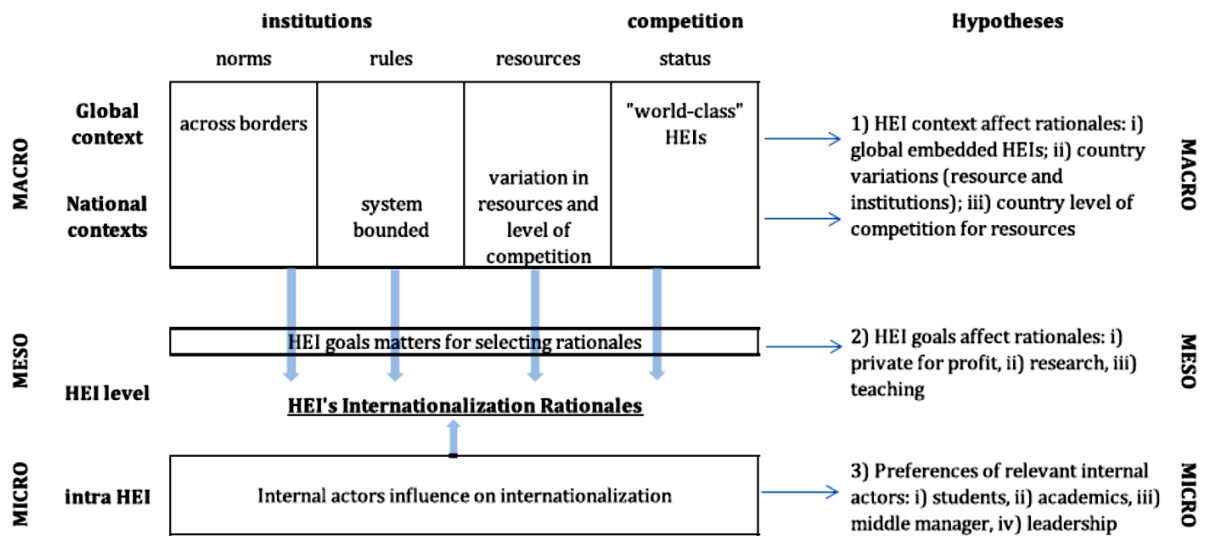 institutions
competition
Hypotheses
norms
rules
resources
status
MACRO
Global
context
across borders
"world-class"
HEIs
National
contexts
system
bounded
variation in
resources and
level of
competition
1) HEI context affect rationales: i)
global embedded HEIs; ii) country
variations (resource and
institutions); iii) country level of
competition for resources
MACRO
MESO
HEI goals matters for selecting rationales
HEI level
HEI's Internationalization Rationales
2) HEI goals affect rationales: i)
private for profit, ii) research, iii)
teaching
MESO
MICRO
intra HEI
Internal actors influence on internationalization
3) Preferences of relevant internal
actors: i) students, ii) academics, iii)
middle manager, iv) leadership
MICRO